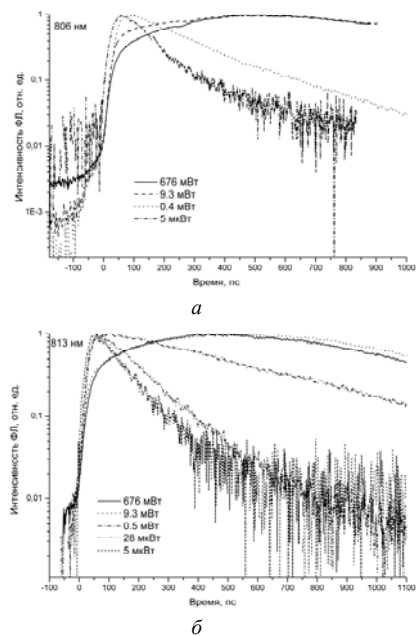 Интенсивность ФЛ, отн. ед.
1
0,1
0,01
1E-3
806 нм
676 мВт
9.3 мВт
0.4 мВт
5 мкВт
-100 0 100 200 300 400 500 600 700 800 900 1000
Время, пс
а
Интенсивность ФЛ, отн. ед.
1
0,1
0,01
813 нм
676 мВт
9.3 мВт
0.5 мВт
28 мкВт
5 мкВт
-100 0 100 200 300 400 500 600 700 800 900 1000 1100
Время, пс
б